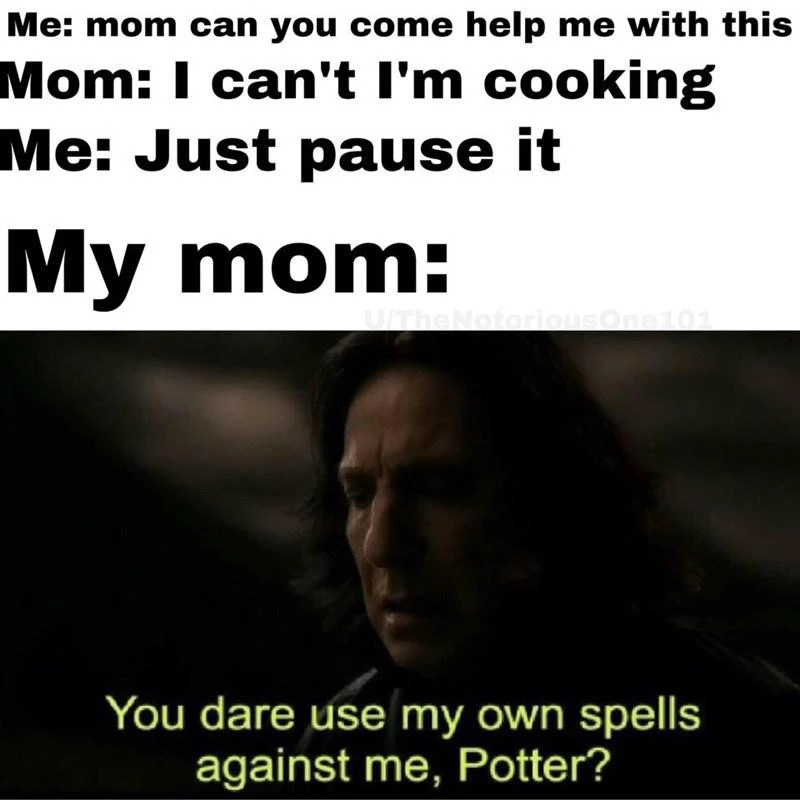 Me: mom can you come help me with this
Mom: I can't I'm cooking
Me: Just pause it
My mom:
U/TheNotoriousOne101
You dare use my own spells
against me, Potter?